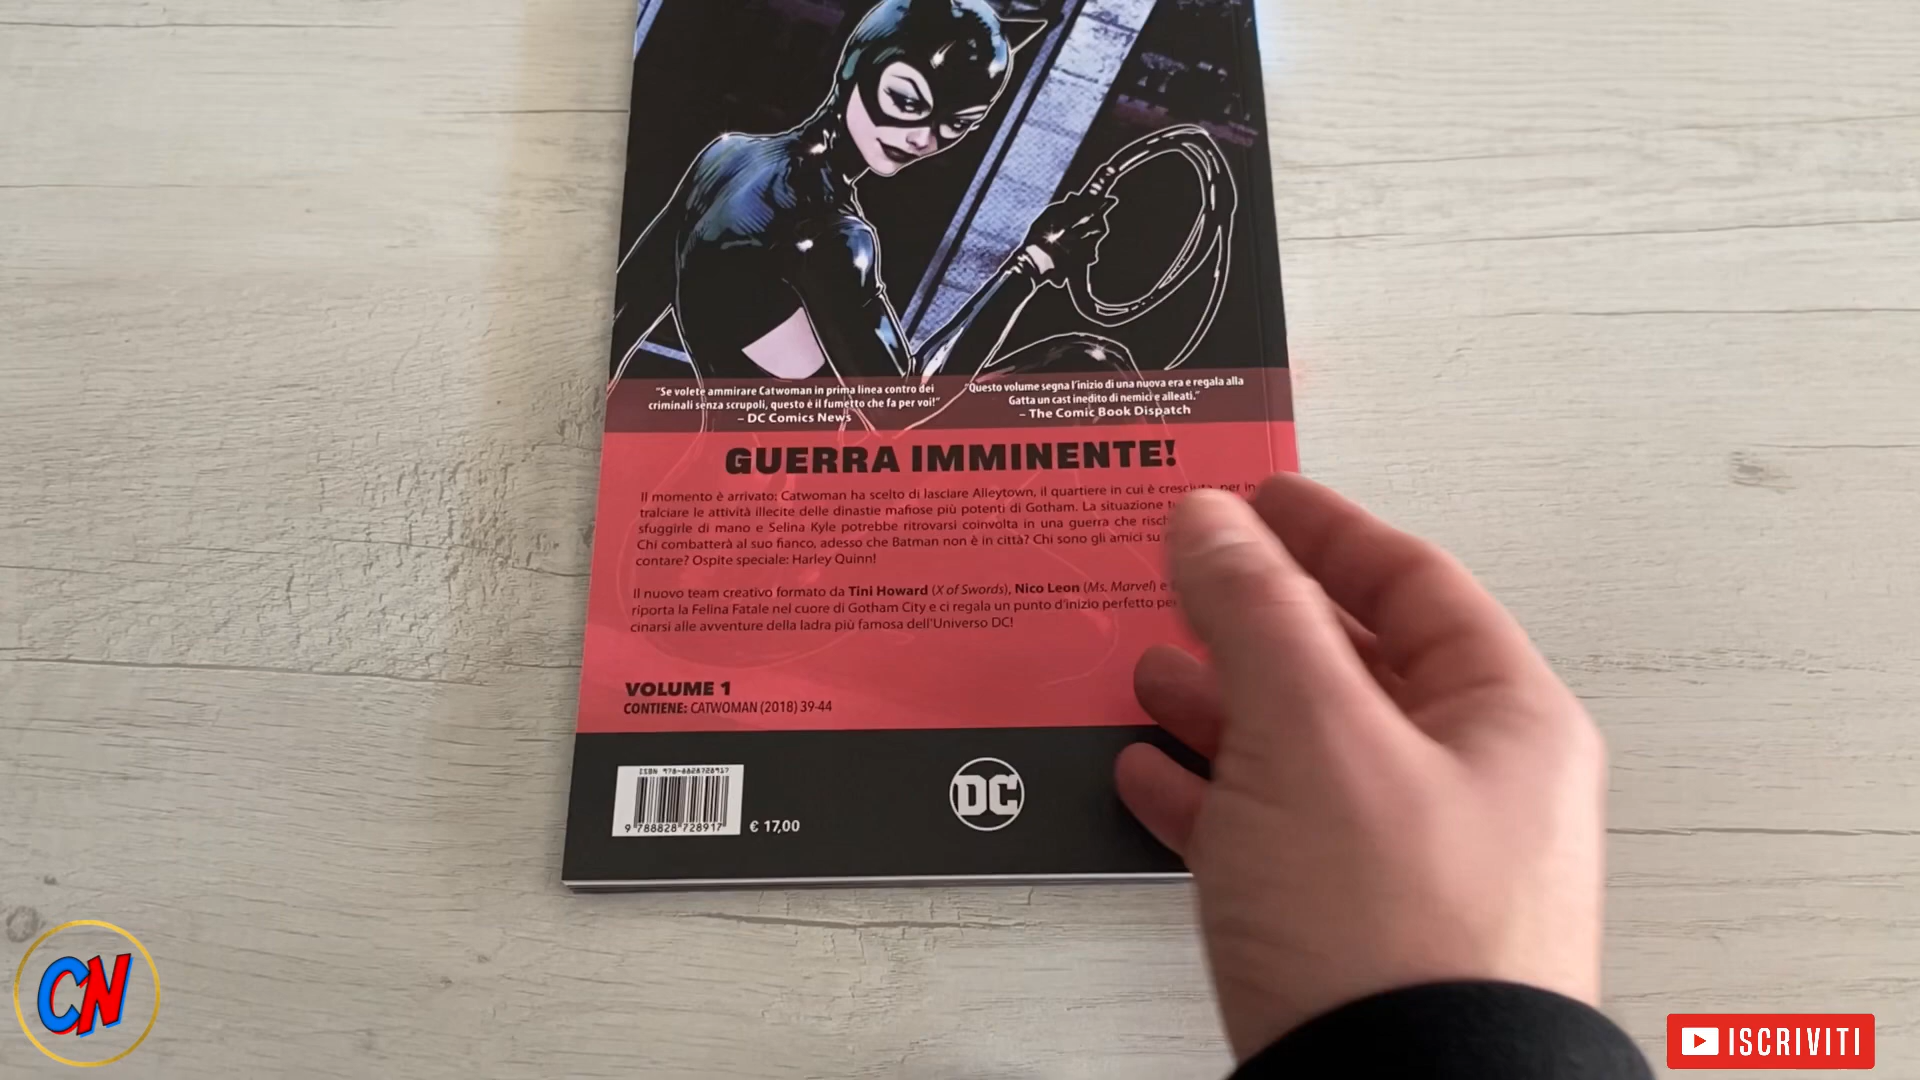 "Se volete ammirare Catwoman in prima linea contro dei
criminali senza scrupoli, questo è il fumetto che fa per voi!"
– DC Comics News
"Questo volume segna l'inizio di una nuova era e regala alla
Gatta un cast inedito di nemici e alleati."
– The Comic Book Dispatch
GUERRA IMMINENTE!
Il momento è arrivato: Catwoman ha scelto di lasciare Alleytown, il quartiere in cui è cresciuta, per in
tralciare le attività illecite delle dinastie mafiose più potenti di Gotham. La situazione
sfuggirle di mano e Selina Kyle potrebbe ritrovarsi coinvolta in una guerra che
Chi combatterà al suo fianco, adesso che Batman non è in città? Chi sono gli amici su
contare? Ospite speciale: Harley Quinn!
Il nuovo team creativo formato da Tini Howard (X of Swords), Nico Leon (Ms. Marvel) e
riporta la Felina Fatale nel cuore di Gotham City e ci regala un punto d'inizio perfetto
cinarsi alle avventure della ladra più famosa dell'Universo DC!
VOLUME 1
CONTIENE: CATWOMAN (2018) 39-44
9 788828 728917
€ 17,00
DC
CN
ISCRIVITI